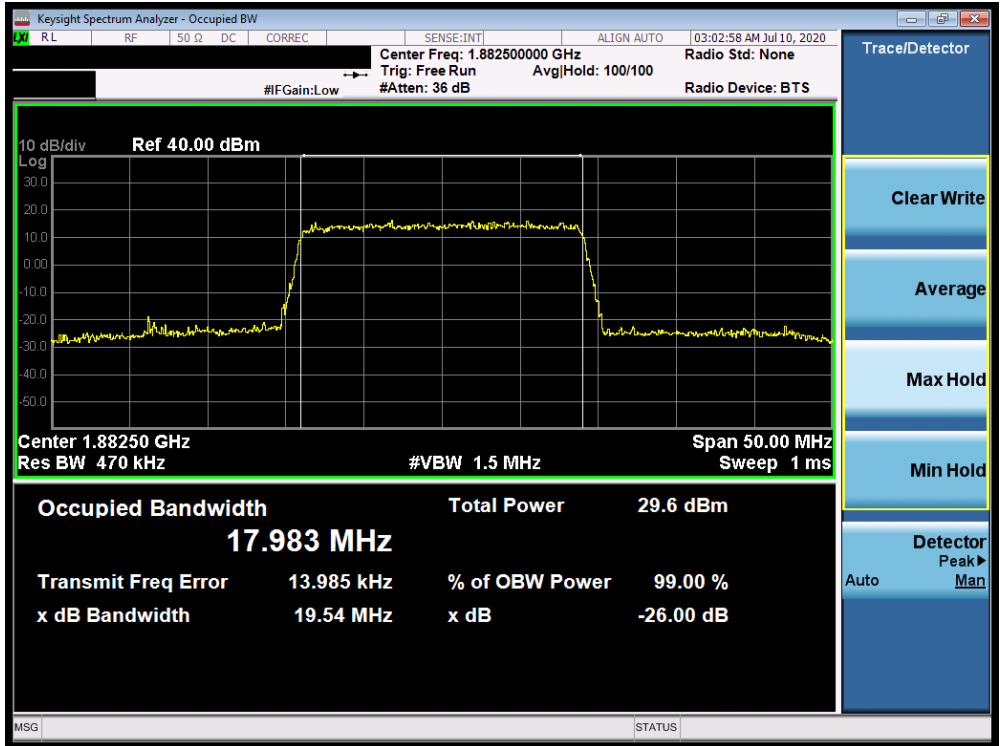 Keysight Spectrum Analyzer - Occupied BW
LXI RL RF 50 Ω DC CORREC SENSE:INT ALIGN AUTO 03:02:58 AM Jul 10, 2020
Center Freq: 1.882500000 GHz Radio Std: None
Trig: Free Run Avg|Hold: 100/100
#IFGain:Low #Atten: 36 dB Radio Device: BTS
Trace/Detector
10 dB/div Ref 40.00 dBm
Log
30.0
20.0
10.0
0.00
-10.0
-20.0
-30.0
-40.0
-50.0
Center 1.88250 GHz Span 50.00 MHz
Res BW 470 kHz #VBW 1.5 MHz Sweep 1 ms
Occupied Bandwidth Total Power 29.6 dBm
17.983 MHz
Transmit Freq Error 13.985 kHz % of OBW Power 99.00 %
x dB Bandwidth 19.54 MHz x dB -26.00 dB
Clear Write
Average
Max Hold
Min Hold
Detector
Peak▶
Auto Man
MSG STATUS